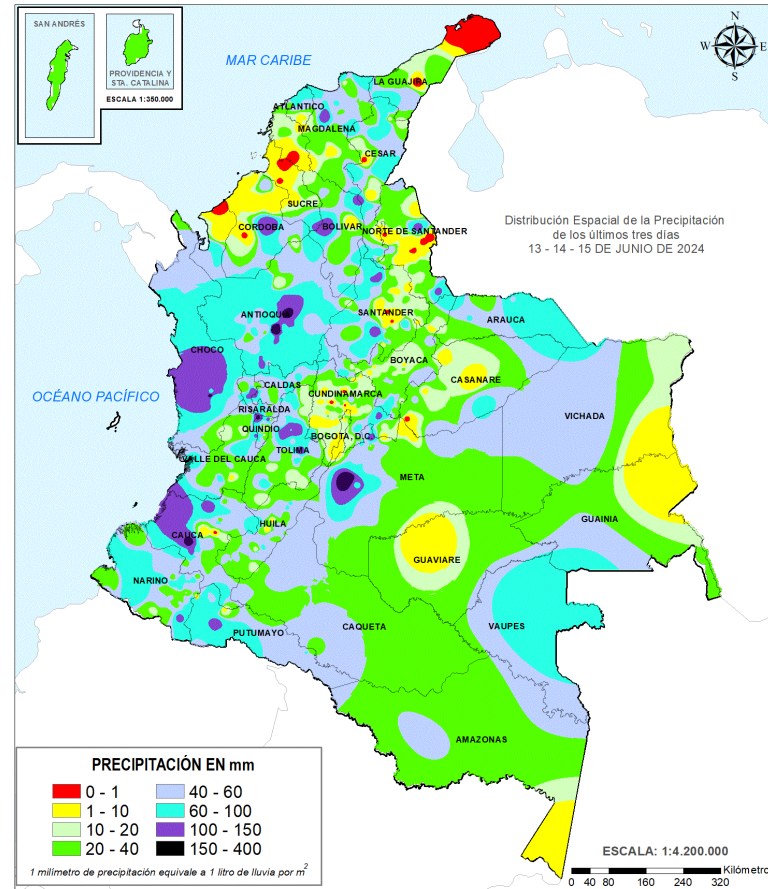 SAN ANDRÉS
PROVIDENCIA Y
STA. CATALINA
ESCALA 1:350.000
MAR CARIBE
N
W
E
S
LA GUAJIRA
ATLANTICO
MAGDALENA
CESAR
SUCRE
CORDOBA
BOLIVAR
NORTE DE SANTANDER
Distribución Espacial de la Precipitación
de los últimos tres días
13 - 14 - 15 DE JUNIO DE 2024
ANTIOQUIA
SANTANDER
ARAUCA
CHOCO
BOYACA
CASANARE
OCÉANO PACÍFICO
CALDAS
CUNDINAMARCA
RISARALDA
VICHADA
QUINDIO
BOGOTA, D.C.
TOLIMA
VALLE DEL CAUCA
META
GUAINIA
CAUCA
HUILA
GUAVIARE
NARINO
PUTUMAYO
CAQUETA
VAUPES
AMAZONAS
PRECIPITACIÓN EN mm
0 - 1
40 - 60
1 - 10
60 - 100
10 - 20
100 - 150
20 - 40
150 - 400
1 milímetro de precipitación equivale a 1 litro de lluvia por m2
ESCALA: 1:4.200.000
Kilómetro
0 40 80 160 240 320